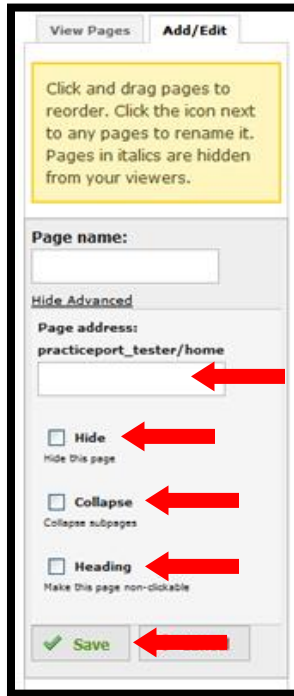 View Pages Add/Edit
Click and drag pages to
reorder. Click the icon next
to any pages to rename it.
Pages in italics are hidden
from your viewers.
Page name:
Hide Advanced
Page address:
practiceport_tester/home
Hide
Hide this page
Collapse
Collapse subpages
Heading
Make this page non-clickable
Save